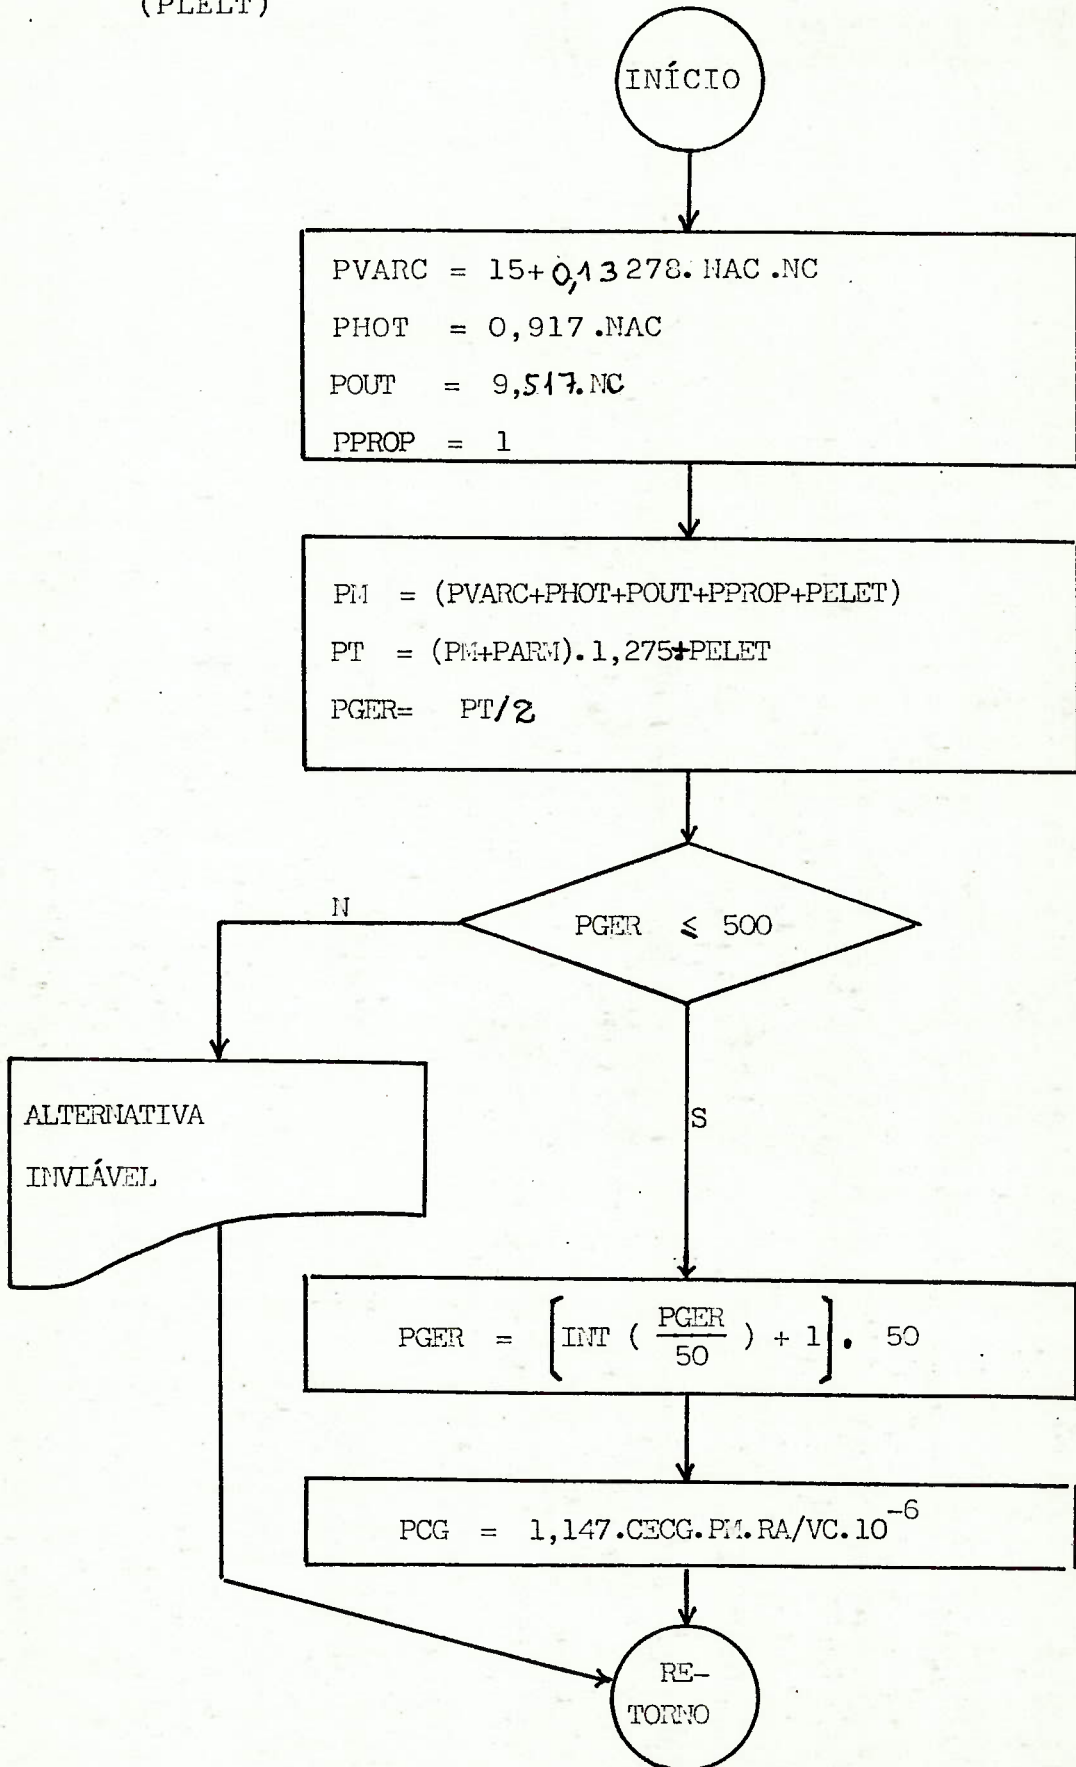 (PLELT)
INÍCIO
PVARC = 15+0,13278.NAC.NC
PHOT = 0,917.NAC
POUT = 9,517.NC
PPROP = 1
PM = (PVARC+PHOT+POUT+PPROP+PELET)
PT = (PM+PARM).1,275+PELET
PGER= PT/2
PGER ≤ 500
N
S
ALTERNATIVA
INVIÁVEL
PGER = [INT ( PGER/50 ) + 1]. 50
PCG = 1,147.CECG.PM.RA/VC.10⁻⁶
RE-
TORNO